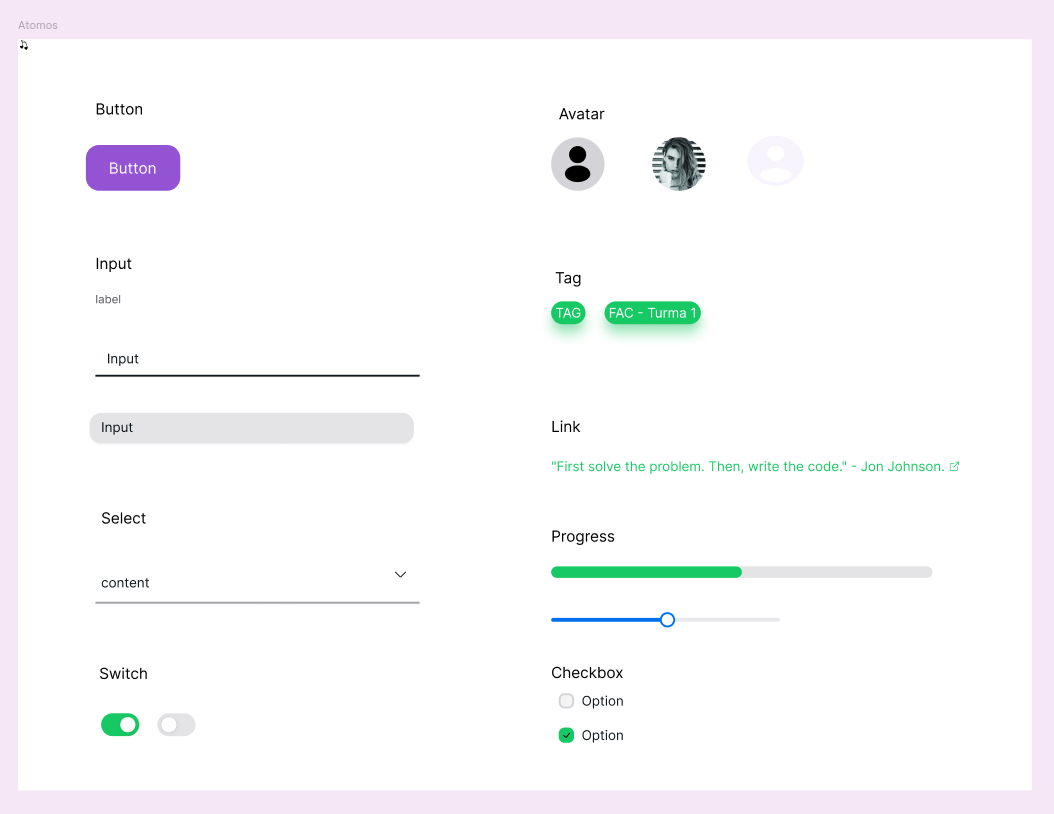 Atomos
Button
Button
Input
label
Input
Input
Select
content
Switch
Avatar
Tag
TAG
FAC - Turma 1
Link
"First solve the problem. Then, write the code." - Jon Johnson.
Progress
Checkbox
Option
Option